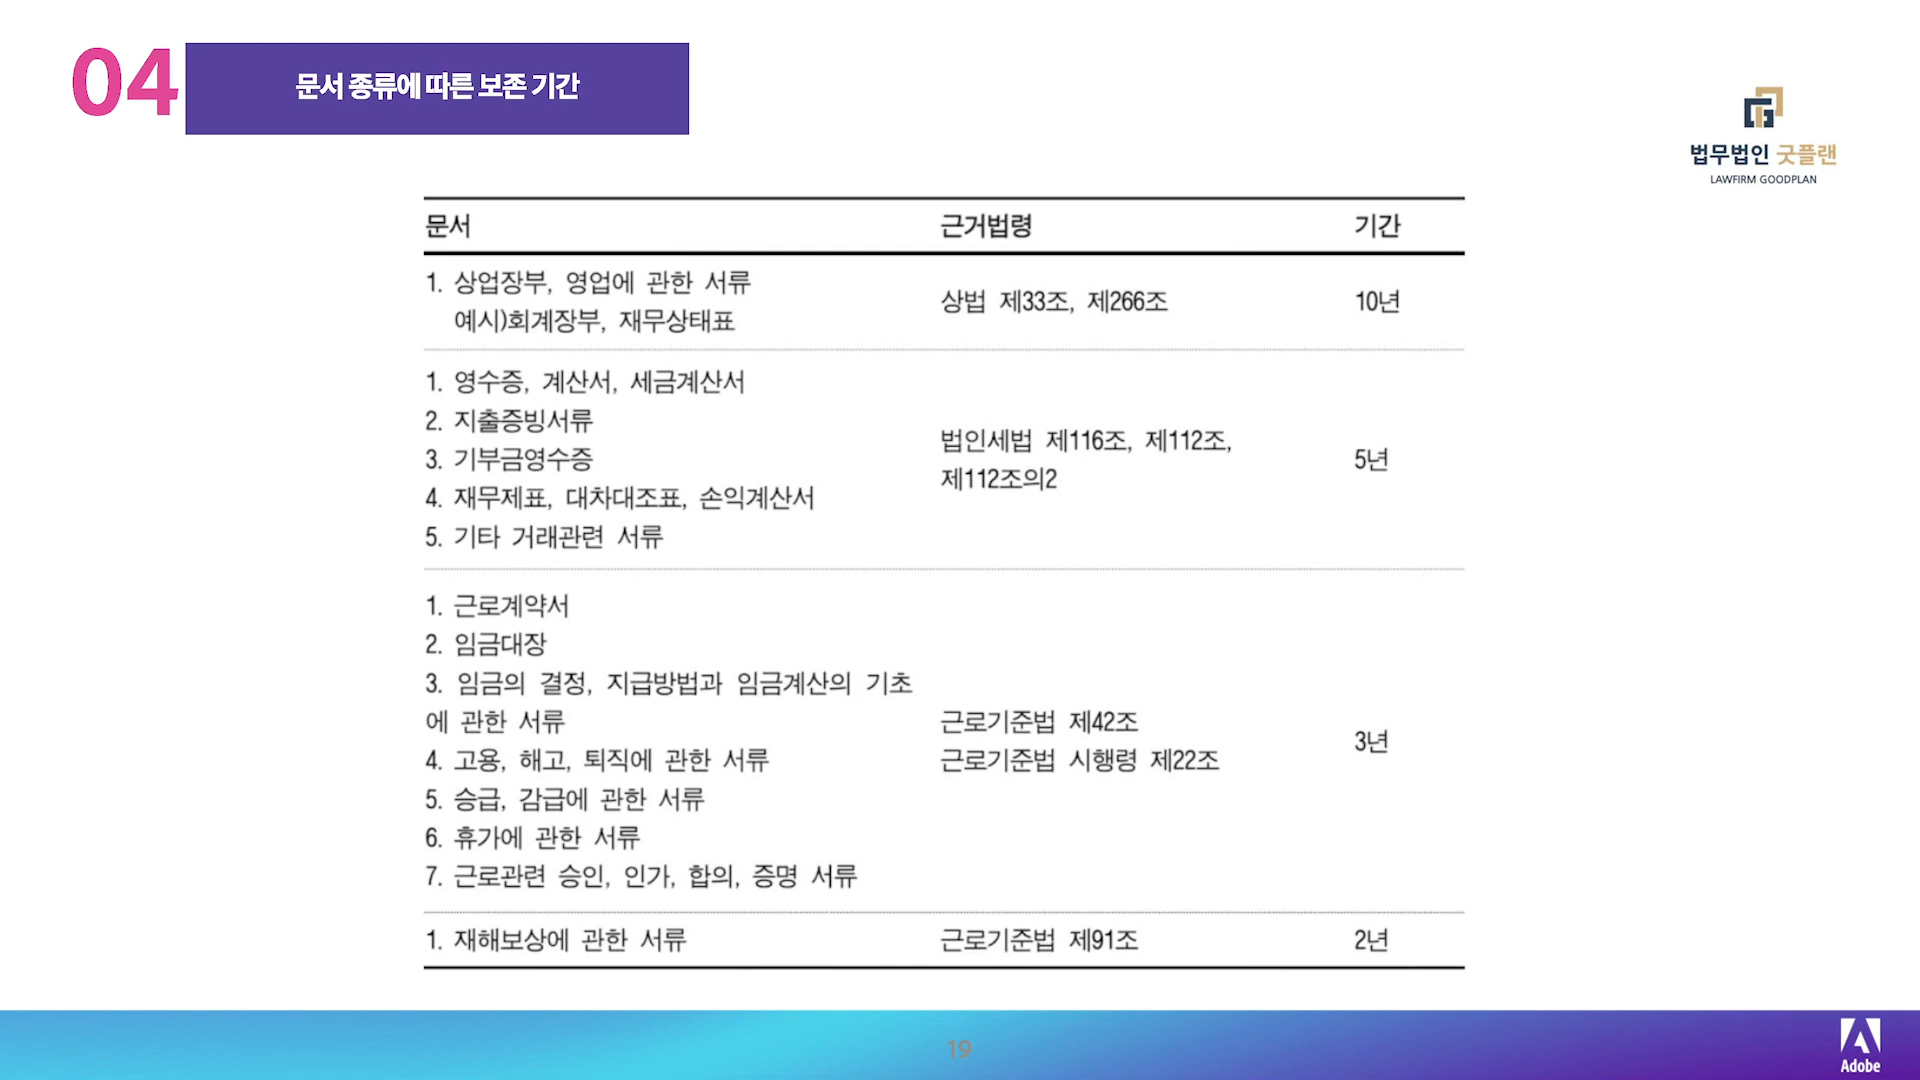 04
문서 종류에 따른 보존 기간
법무법인 굿플랜
LAWFIRM GOODPLAN
문서 근거법령 기간
1. 상업장부, 영업에 관한 서류
예시)회계장부, 재무상태표
상법 제33조, 제266조
10년
1. 영수증, 계산서, 세금계산서
2. 지출증빙서류
3. 기부금영수증
4. 재무제표, 대차대조표, 손익계산서
5. 기타 거래관련 서류
법인세법 제116조, 제112조,
제112조의2
5년
1. 근로계약서
2. 임금대장
3. 임금의 결정, 지급방법과 임금계산의 기초
에 관한 서류
4. 고용, 해고, 퇴직에 관한 서류
5. 승급, 감급에 관한 서류
6. 휴가에 관한 서류
7. 근로관련 승인, 인가, 합의, 증명 서류
근로기준법 제42조
근로기준법 시행령 제22조
3년
1. 재해보상에 관한 서류
근로기준법 제91조
2년
19
Adobe